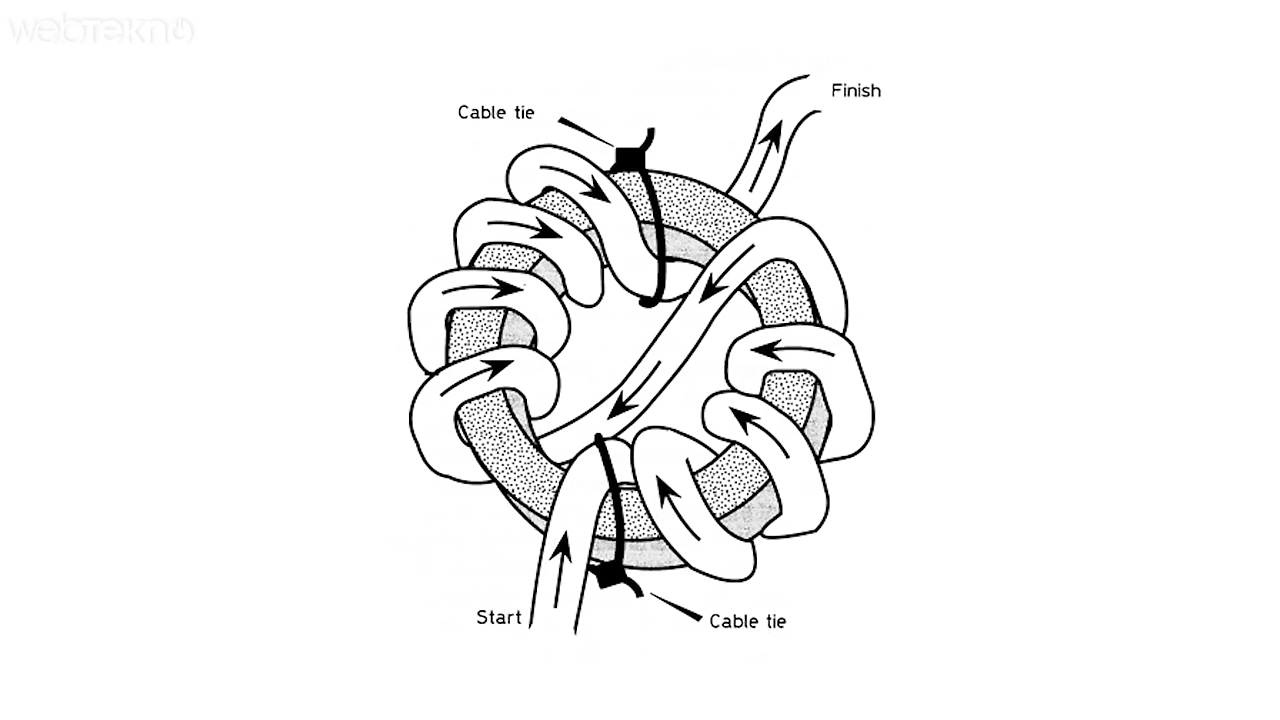 webtekno
Finish
Cable tie
Start
Cable tie